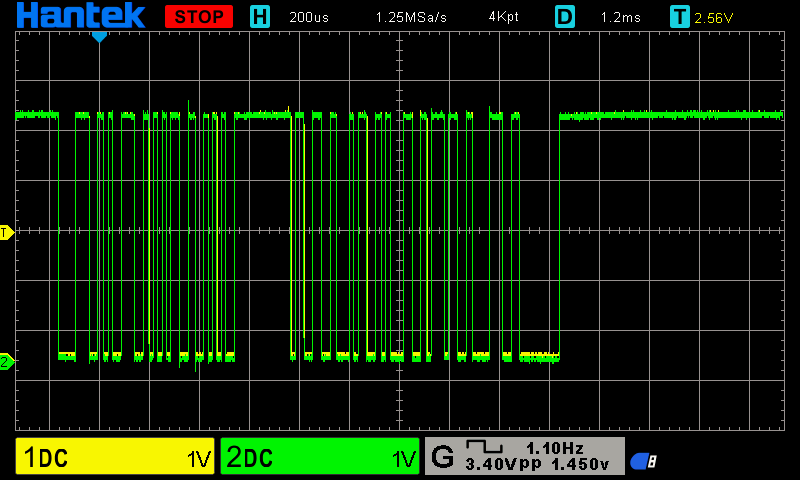 Hantek STOP H 200us 1.25MSa/s 4Kpt D 1.2ms T 2.56V
T
2
1DC 1V 2DC 1V G 1.10Hz
3.40Vpp 1.450v
8